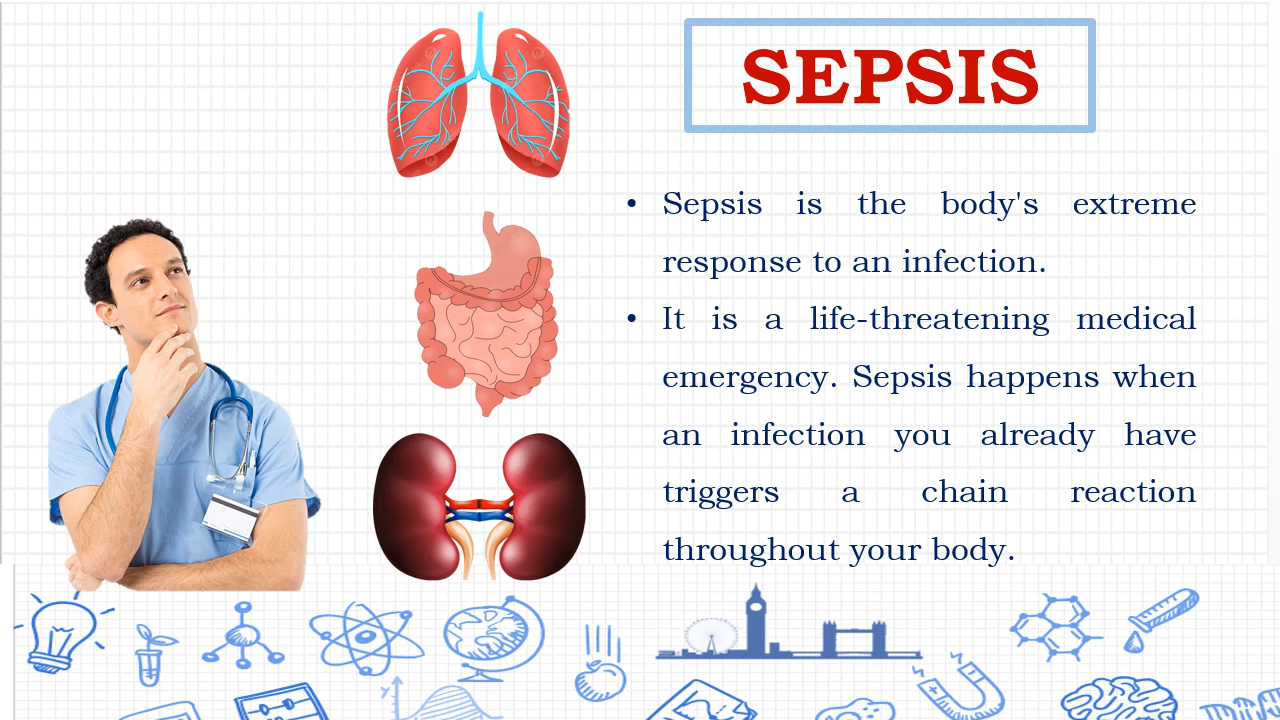 SEPSIS
• Sepsis is the body's extreme
response to an infection.
• It is a life-threatening medical
emergency. Sepsis happens when
an infection you already have
triggers a chain reaction
throughout your body.